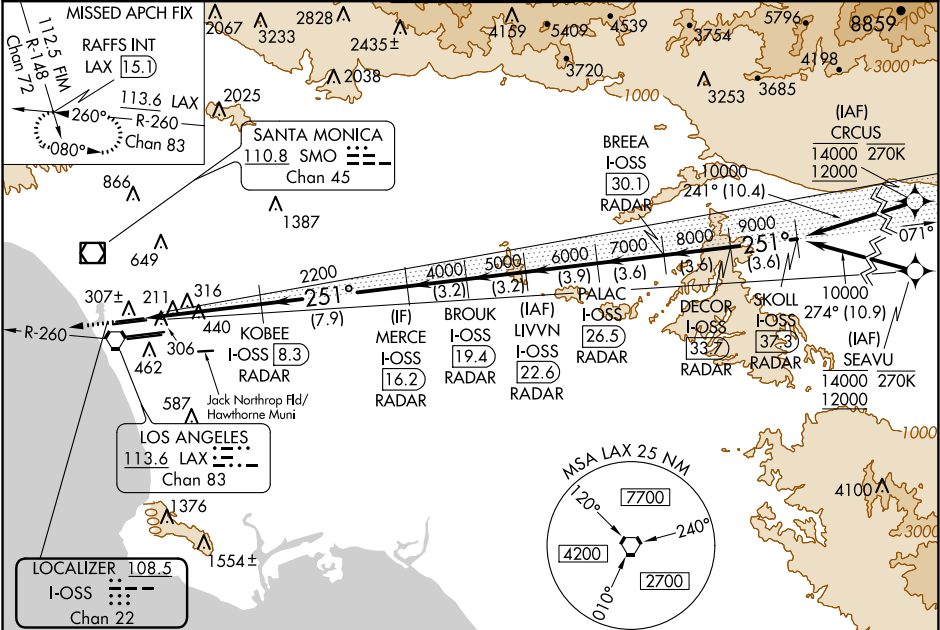 MISSED APCH FIX
112.5 FIM
R-148
Chan 72
RAFFS INT
LAX 15.1
113.6 LAX
260°
R-260
Chan 83
080°
2067
3233
2828
2435±
4159
5409
4539
3754
5796
8859
7000
4198
3000
3720
2038
3253
3685
2025
1000
SANTA MONICA
110.8 SMO
Chan 45
BREEA
I-OSS
30.1
RADAR
(IAF)
CRCUS
14000 270K
12000
10000
241° (10.4)
071°
866
1387
649
2200
251°
(7.9)
4000
(3.2)
5000
(3.2)
6000
(3.9)
7000
(3.6)
8000
(3.6)
9000
(3.6)
251°
10000
274° (10.9)
307±
211
316
440
306
462
R-260
KOBEE
I-OSS 8.3
RADAR
(IF)
MERCE
I-OSS
16.2
RADAR
BROUK
I-OSS
19.4
RADAR
(IAF)
LIVVN
I-OSS
22.6
RADAR
PALAC
I-OSS
26.5
RADAR
DECOR
I-OSS
33.7
RADAR
SKOLL
I-OSS
37.3
RADAR
(IAF)
SEAVU
14000 270K
12000
Jack Northrop Fld/
Hawthorne Muni
587
LOS ANGELES
113.6 LAX
Chan 83
1000
MSA LAX 25 NM
120°
7700
240°
4200
2700
010°
4100
1376
1554±
LOCALIZER 108.5
I-OSS
Chan 22